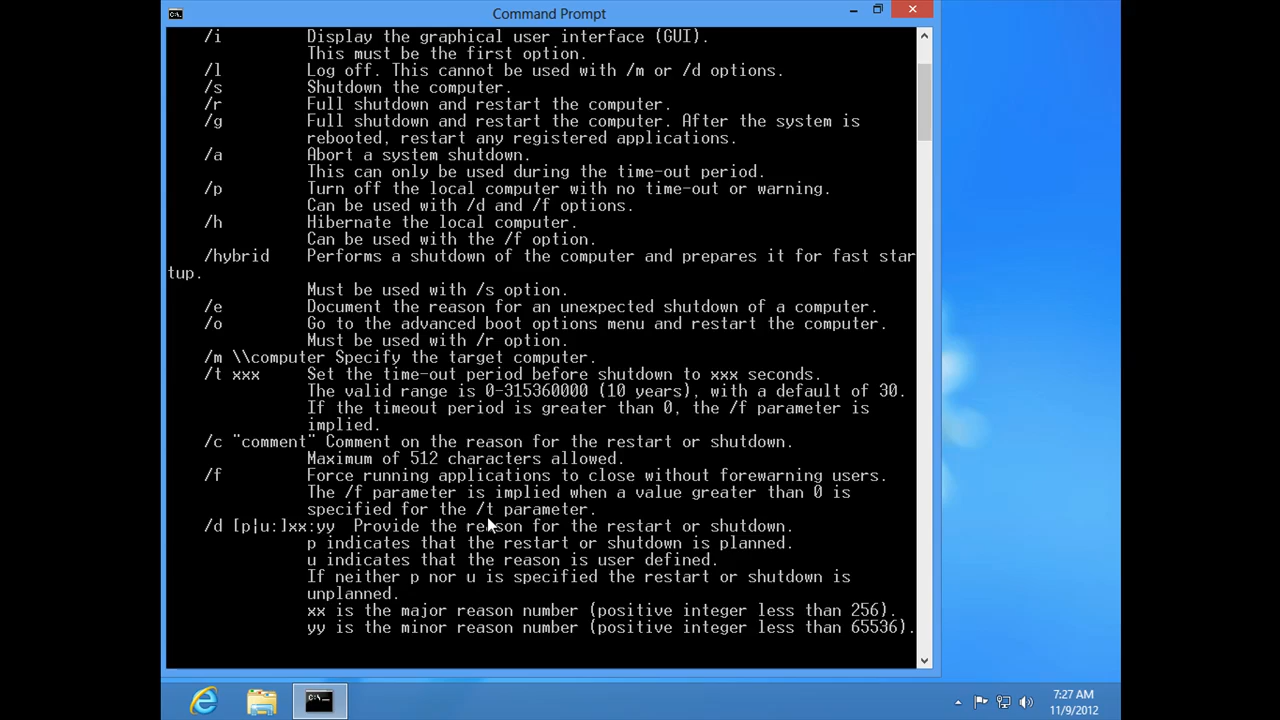 Command Prompt
/i Display the graphical user interface (GUI).
This must be the first option.
/l Log off. This cannot be used with /m or /d options.
/s Shutdown the computer.
/r Full shutdown and restart the computer.
/g Full shutdown and restart the computer. After the system is
rebooted, restart any registered applications.
/a Abort a system shutdown.
This can only be used during the time-out period.
/p Turn off the local computer with no time-out or warning.
Can be used with /d and /f options.
/h Hibernate the local computer.
Can be used with the /f option.
/hybrid Performs a shutdown of the computer and prepares it for fast star
tup.
Must be used with /s option.
/e Document the reason for an unexpected shutdown of a computer.
/o Go to the advanced boot options menu and restart the computer.
Must be used with /r option.
/m \\computer Specify the target computer.
/t xxx Set the time-out period before shutdown to xxx seconds.
The valid range is 0-315360000 (10 years), with a default of 30.
If the timeout period is greater than 0, the /f parameter is
implied.
/c "comment" Comment on the reason for the restart or shutdown.
Maximum of 512 characters allowed.
/f Force running applications to close without forewarning users.
The /f parameter is implied when a value greater than 0 is
specified for the /t parameter.
/d [p|u:]xx:yy Provide the reason for the restart or shutdown.
p indicates that the restart or shutdown is planned.
u indicates that the reason is user defined.
If neither p nor u is specified the restart or shutdown is
unplanned.
xx is the major reason number (positive integer less than 256).
yy is the minor reason number (positive integer less than 65536).
7:27 AM
11/9/2012